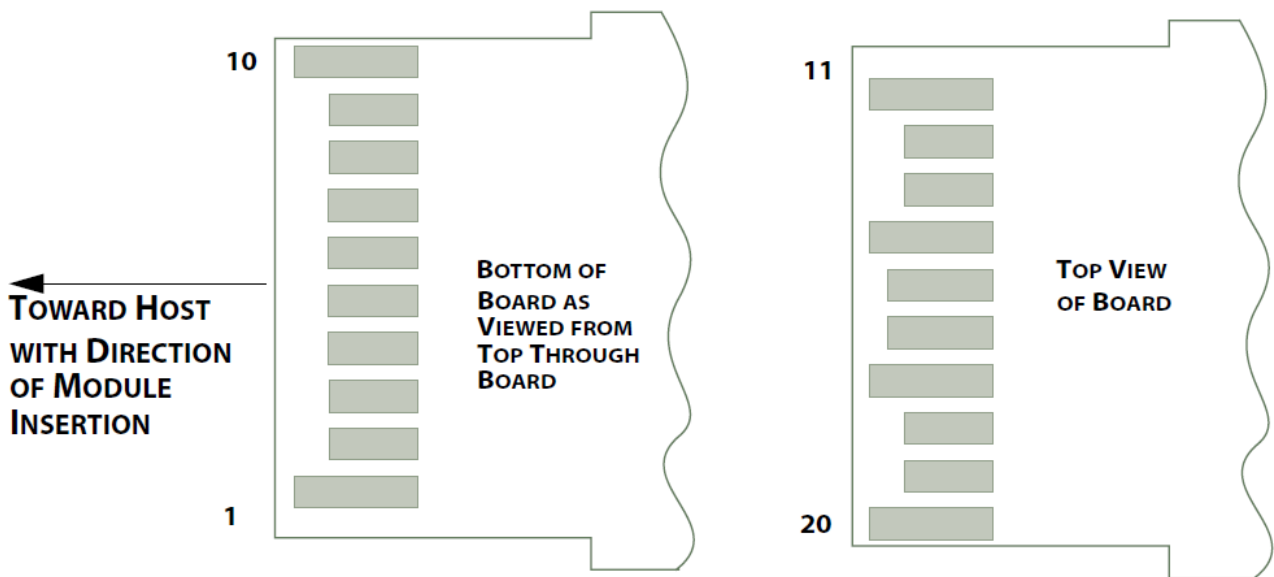 10
11
BOTTOM OF
BOARD AS
VIEWED FROM
TOP THROUGH
BOARD
TOP VIEW
OF BOARD
TOWARD HOST
WITH DIRECTION
OF MODULE
INSERTION
1
20